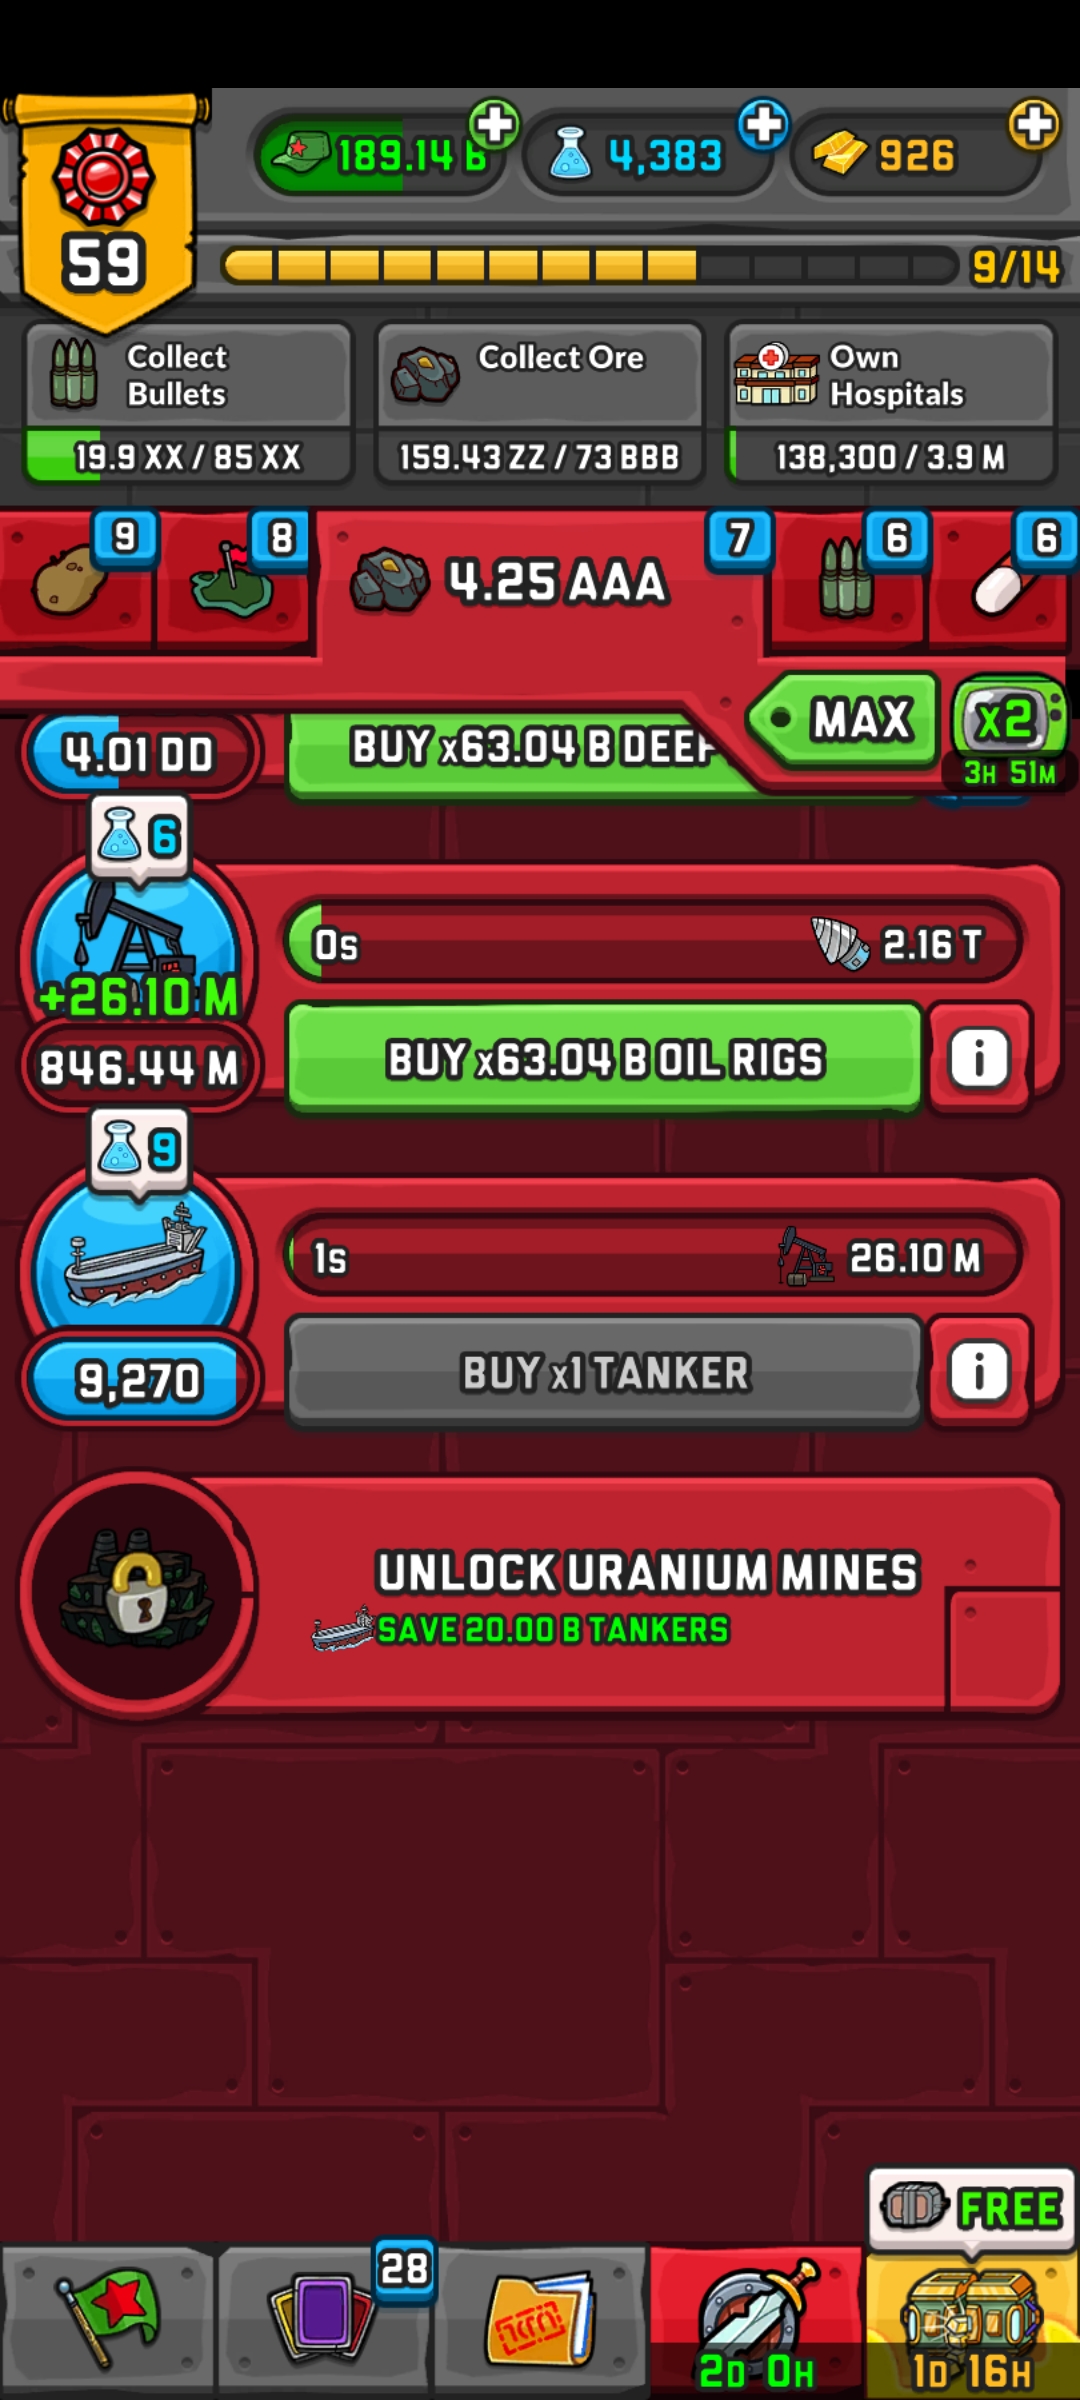 189.14 B
4,383
926
59
9/14
Collect
Bullets
19.9 XX / 85 XX
Collect Ore
159.43 ZZ / 73 BBB
Own
Hospitals
138,300 / 3.9 M
9
8
4.25 AAA
7
6
6
MAX
x2
3H 51M
4.01 DD
BUY x63.04 B DEEP
6
+26.10 M
846.44 M
0s
2.16 T
BUY x63.04 B OIL RIGS
i
9
9,270
1s
26.10 M
BUY x1 TANKER
i
UNLOCK URANIUM MINES
SAVE 20.00 B TANKERS
FREE
28
2D 0H
1D 16H